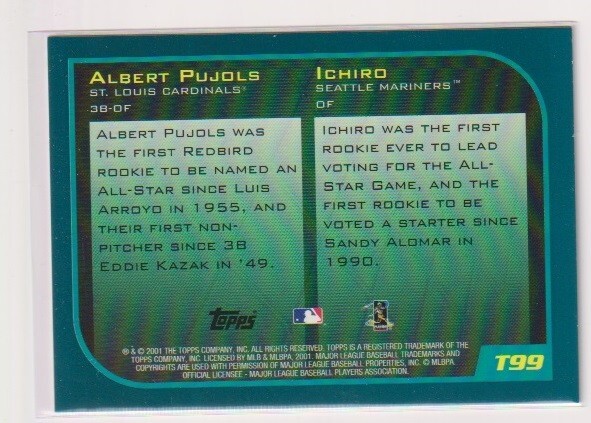 ALBERT PUJOLS
ST. LOUIS CARDINALS®
3B-OF
ALBERT PUJOLS WAS
THE FIRST REDBIRD
ROOKIE TO BE NAMED AN
ALL-STAR SINCE LUIS
ARROYO IN 1955, AND
THEIR FIRST NON-
PITCHER SINCE 3B
EDDIE KAZAK IN '49.
ICHIRO
SEATTLE MARINERS™
OF
ICHIRO WAS THE FIRST
ROOKIE EVER TO LEAD
VOTING FOR THE ALL-
STAR GAME, AND THE
FIRST ROOKIE TO BE
VOTED A STARTER SINCE
SANDY ALOMAR IN
1990.
Topps
® & © 2001 THE TOPPS COMPANY, INC. ALL RIGHTS RESERVED. TOPPS IS A REGISTERED TRADEMARK OF THE
TOPPS COMPANY, INC. LICENSED BY MLB & MLBPA, 2001. MAJOR LEAGUE BASEBALL TRADEMARKS AND
COPYRIGHTS ARE USED WITH PERMISSION OF MAJOR LEAGUE BASEBALL PROPERTIES, INC. © MLBPA.
OFFICIAL LICENSEE - MAJOR LEAGUE BASEBALL PLAYERS ASSOCIATION.
T99